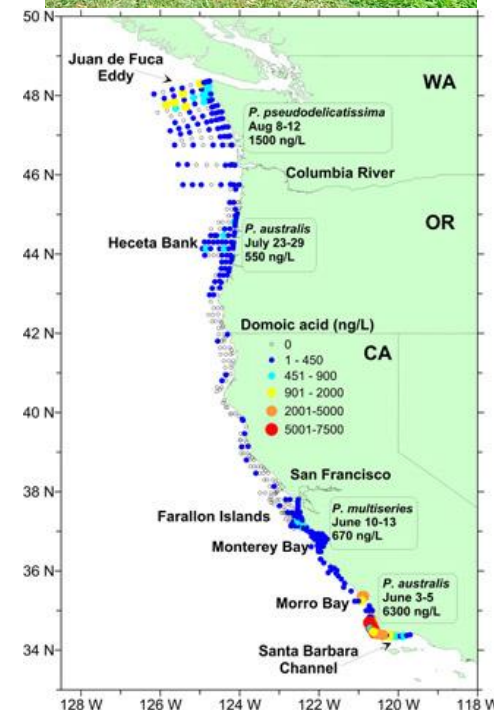 50 N
48 N
46 N
44 N
42 N
40 N
38 N
36 N
34 N
Juan de Fuca
Eddy
WA
P. pseudodelicatissima
Aug 8-12
1500 ng/L
Columbia River
OR
P. australis
July 23-29
550 ng/L
Heceta Bank
Domoic acid (ng/L)
0
1 - 450
451 - 900
901 - 2000
2001-5000
5001-7500
CA
San Francisco
P. multiseries
June 10-13
670 ng/L
Farallon Islands
Monterey Bay
P. australis
June 3-5
6300 ng/L
Morro Bay
Santa Barbara
Channel
128 W
126 W
124 W
122 W
120 W
118 W